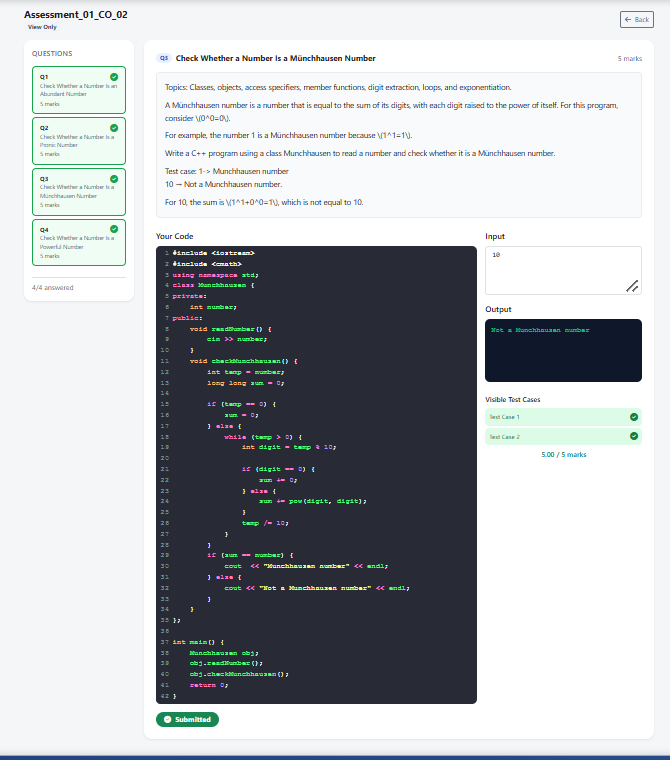 Assessment_01_CO_02
View Only
← Back
QUESTIONS
Q1
Check Whether a Number Is an
Abundant Number
5 marks
Q2
Check Whether a Number Is a
Pronic Number
5 marks
Q3
Check Whether a Number Is a
Münchhausen Number
5 marks
Q4
Check Whether a Number Is a
Powerful Number
5 marks
4/4 answered
Q3 Check Whether a Number Is a Münchhausen Number 5 marks
Topics: Classes, objects, access specifiers, member functions, digit extraction, loops, and exponentiation.
A Münchhausen number is a number that is equal to the sum of its digits, with each digit raised to the power of itself. For this program,
consider \(0^0=0\).
For example, the number 1 is a Münchhausen number because \(1^1=1\).
Write a C++ program using a class Munchhausen to read a number and check whether it is a Münchhausen number.
Test case: 1-> Munchhausen number
10 → Not a Munchhausen number.
For 10, the sum is \(1^1+0^0=1\), which is not equal to 10.
Your Code
1 #include <iostream>
2 #include <cmath>
3 using namespace std;
4 class Munchhausen {
5 private:
6     int number;
7 public:
8     void readNumber() {
9         cin >> number;
10     }
11     void checkMunchhausen() {
12         int temp = number;
13         long long sum = 0;
14
15         if (temp == 0) {
16             sum = 0;
17         } else {
18             while (temp > 0) {
19                 int digit = temp % 10;
20
21                 if (digit == 0) {
22                     sum += 0;
23                 } else {
24                     sum += pow(digit, digit);
25                 }
26                 temp /= 10;
27             }
28         }
29         if (sum == number) {
30             cout  << "Munchhausen number" << endl;
31         } else {
32             cout << "Not a Munchhausen number" << endl;
33         }
34     }
35 };
36
37 int main() {
38     Munchhausen obj;
39     obj.readNumber();
40     obj.checkMunchhausen();
41     return 0;
42 }
Submitted
Input
10
Output
Not a Munchhausen number
Visible Test Cases
Test Case 1
Test Case 2
5.00 / 5 marks